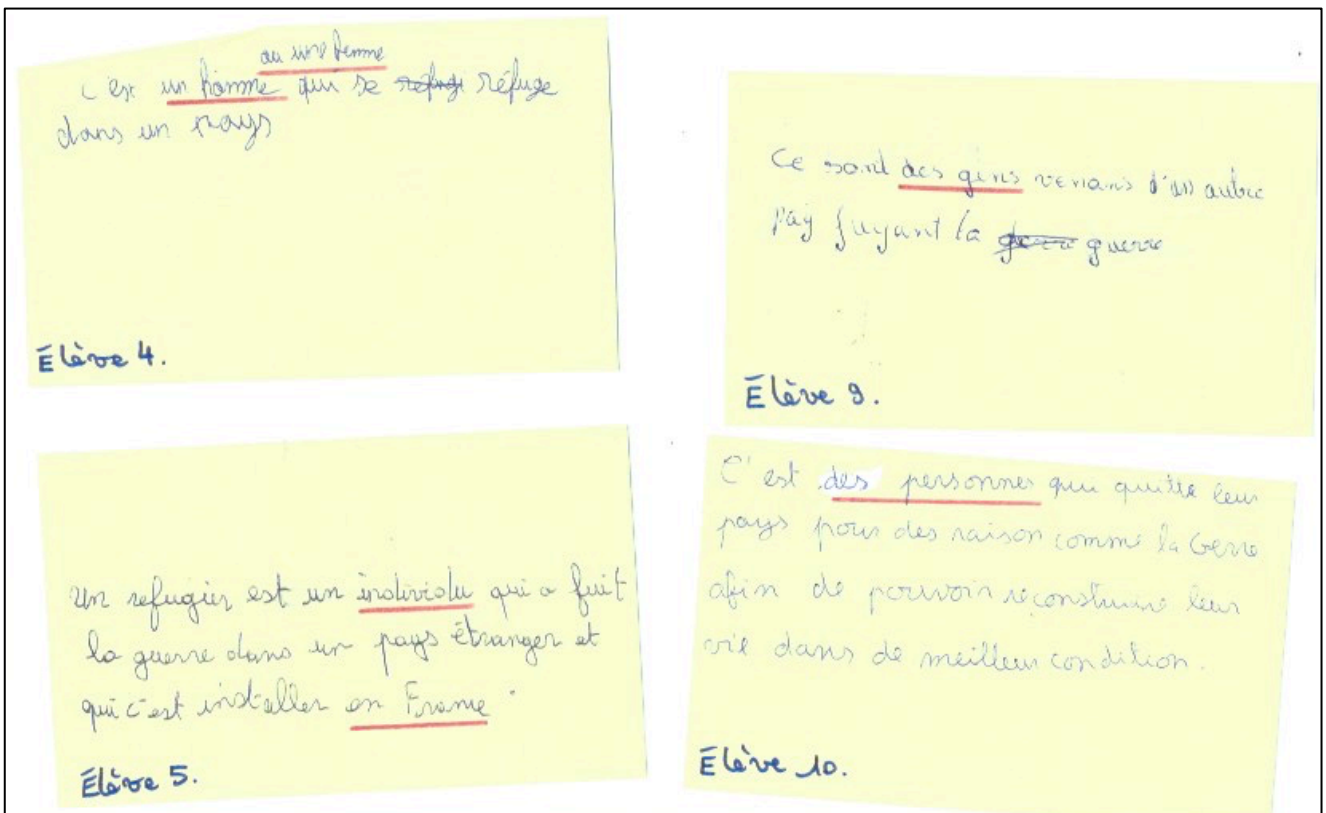 ou une femme
C'est un homme qui se refugi réfuge
dans un pays
Élève 4.
Ce sont des gens venans d'un autre
pay fuyant la gerre guerre
Élève 9.
Un refugier est un individu qui a fuit
la guerre dans un pays étranger et
qui c'est installer en France.
Élève 5.
C'est des personnes qui quitte leur
pays pour des raison comme la Gerre
afin de pouvoir reconstruire leur
vie dans de meilleur condition.
Élève 10.